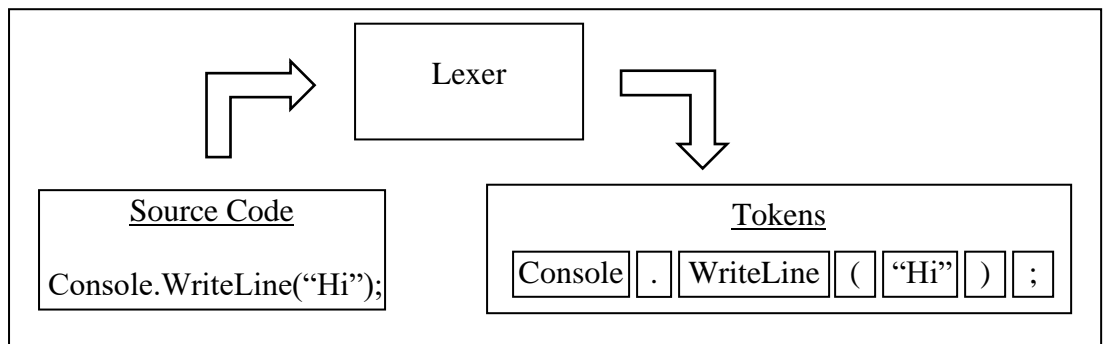 Lexer
Source Code
Console.WriteLine(“Hi”);
Tokens
Console . WriteLine ( “Hi” ) ;